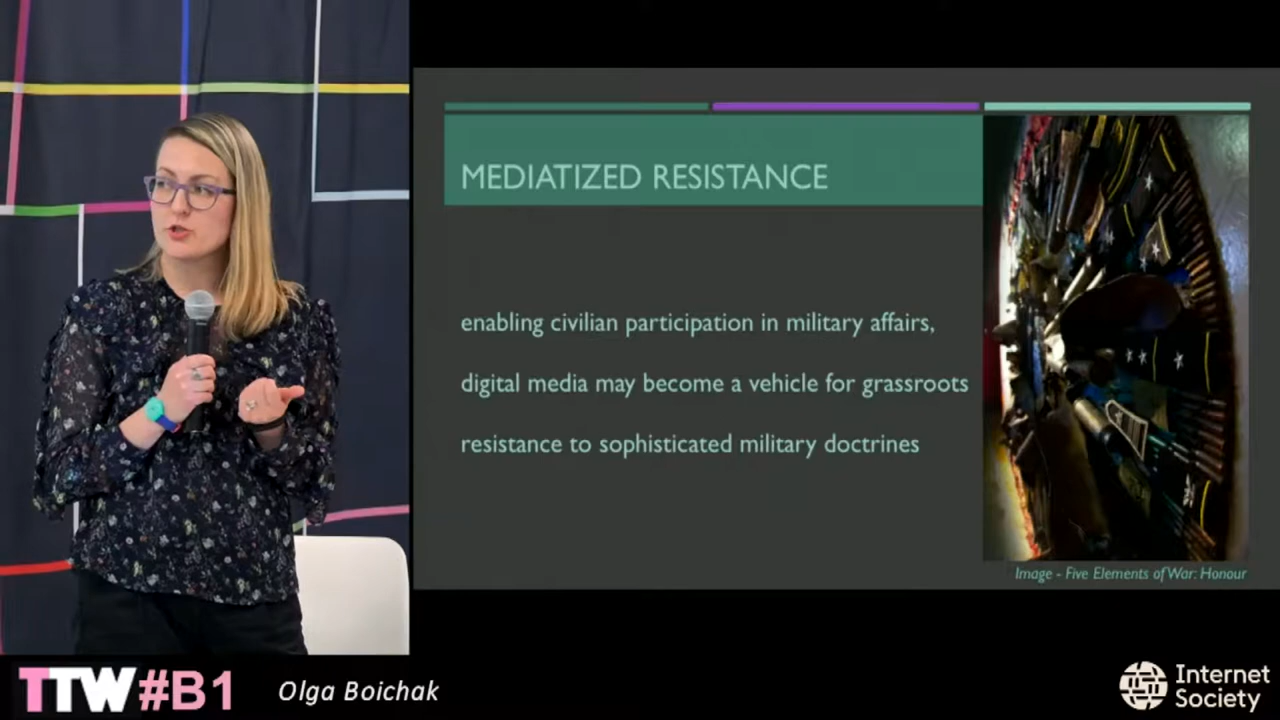 MEDIATIZED RESISTANCE
enabling civilian participation in military affairs,
digital media may become a vehicle for grassroots
resistance to sophisticated military doctrines
Image - Five Elements of War: Honour
TTW#B1
Olga Boichak
Internet
Society